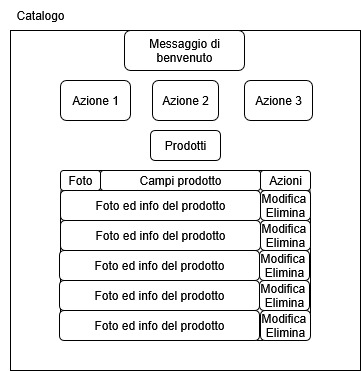 Catalogo
Messaggio di
benvenuto
Azione 1 Azione 2 Azione 3
Prodotti
Foto Campi prodotto Azioni
Foto ed info del prodotto Modifica
Elimina
Foto ed info del prodotto Modifica
Elimina
Foto ed info del prodotto Modifica
Elimina
Foto ed info del prodotto Modifica
Elimina
Foto ed info del prodotto Modifica
Elimina